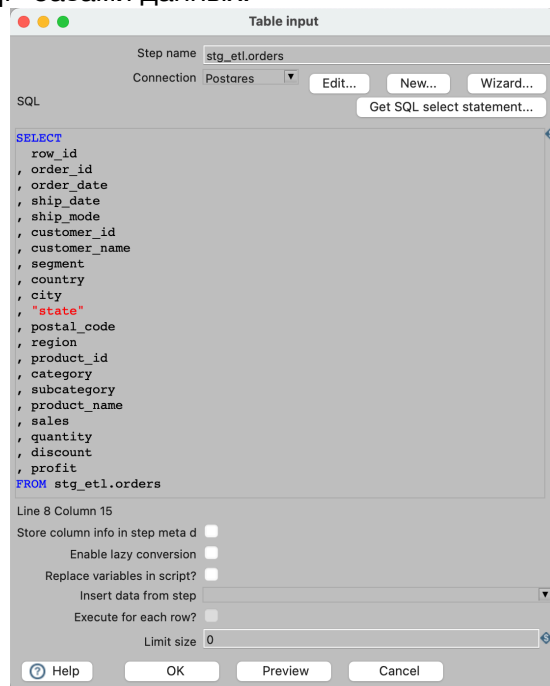 базами данных.
Table input
Step name stg_etl.orders
Connection Postgres Edit... New... Wizard...
SQL Get SQL select statement...
SELECT
row_id
, order_id
, order_date
, ship_date
, ship_mode
, customer_id
, customer_name
, segment
, country
, city
, "state"
, postal_code
, region
, product_id
, category
, subcategory
, product_name
, sales
, quantity
, discount
, profit
FROM stg_etl.orders
Line 8 Column 15
Store column info in step meta d
Enable lazy conversion
Replace variables in script?
Insert data from step
Execute for each row?
Limit size 0
Help OK Preview Cancel